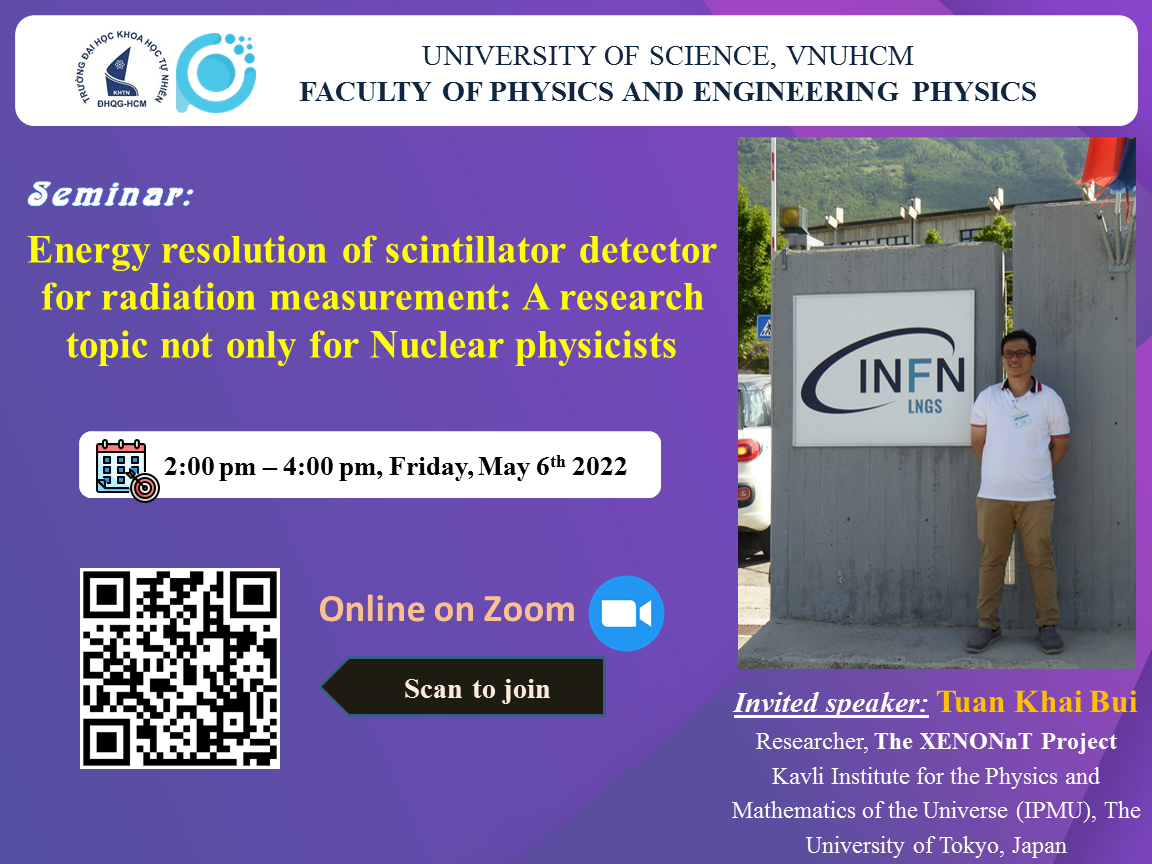 TRƯỜNG ĐẠI HỌC KHOA HỌC TỰ NHIÊN
KHTN
ĐHQG-HCM
UNIVERSITY OF SCIENCE, VNUHCM
FACULTY OF PHYSICS AND ENGINEERING PHYSICS
Seminar:
Energy resolution of scintillator detector
for radiation measurement: A research
topic not only for Nuclear physicists
2:00 pm – 4:00 pm, Friday, May 6th 2022
Online on Zoom
Scan to join
INFN
LNGS
Invited speaker: Tuan Khai Bui
Researcher, The XENONnT Project
Kavli Institute for the Physics and
Mathematics of the Universe (IPMU), The
University of Tokyo, Japan